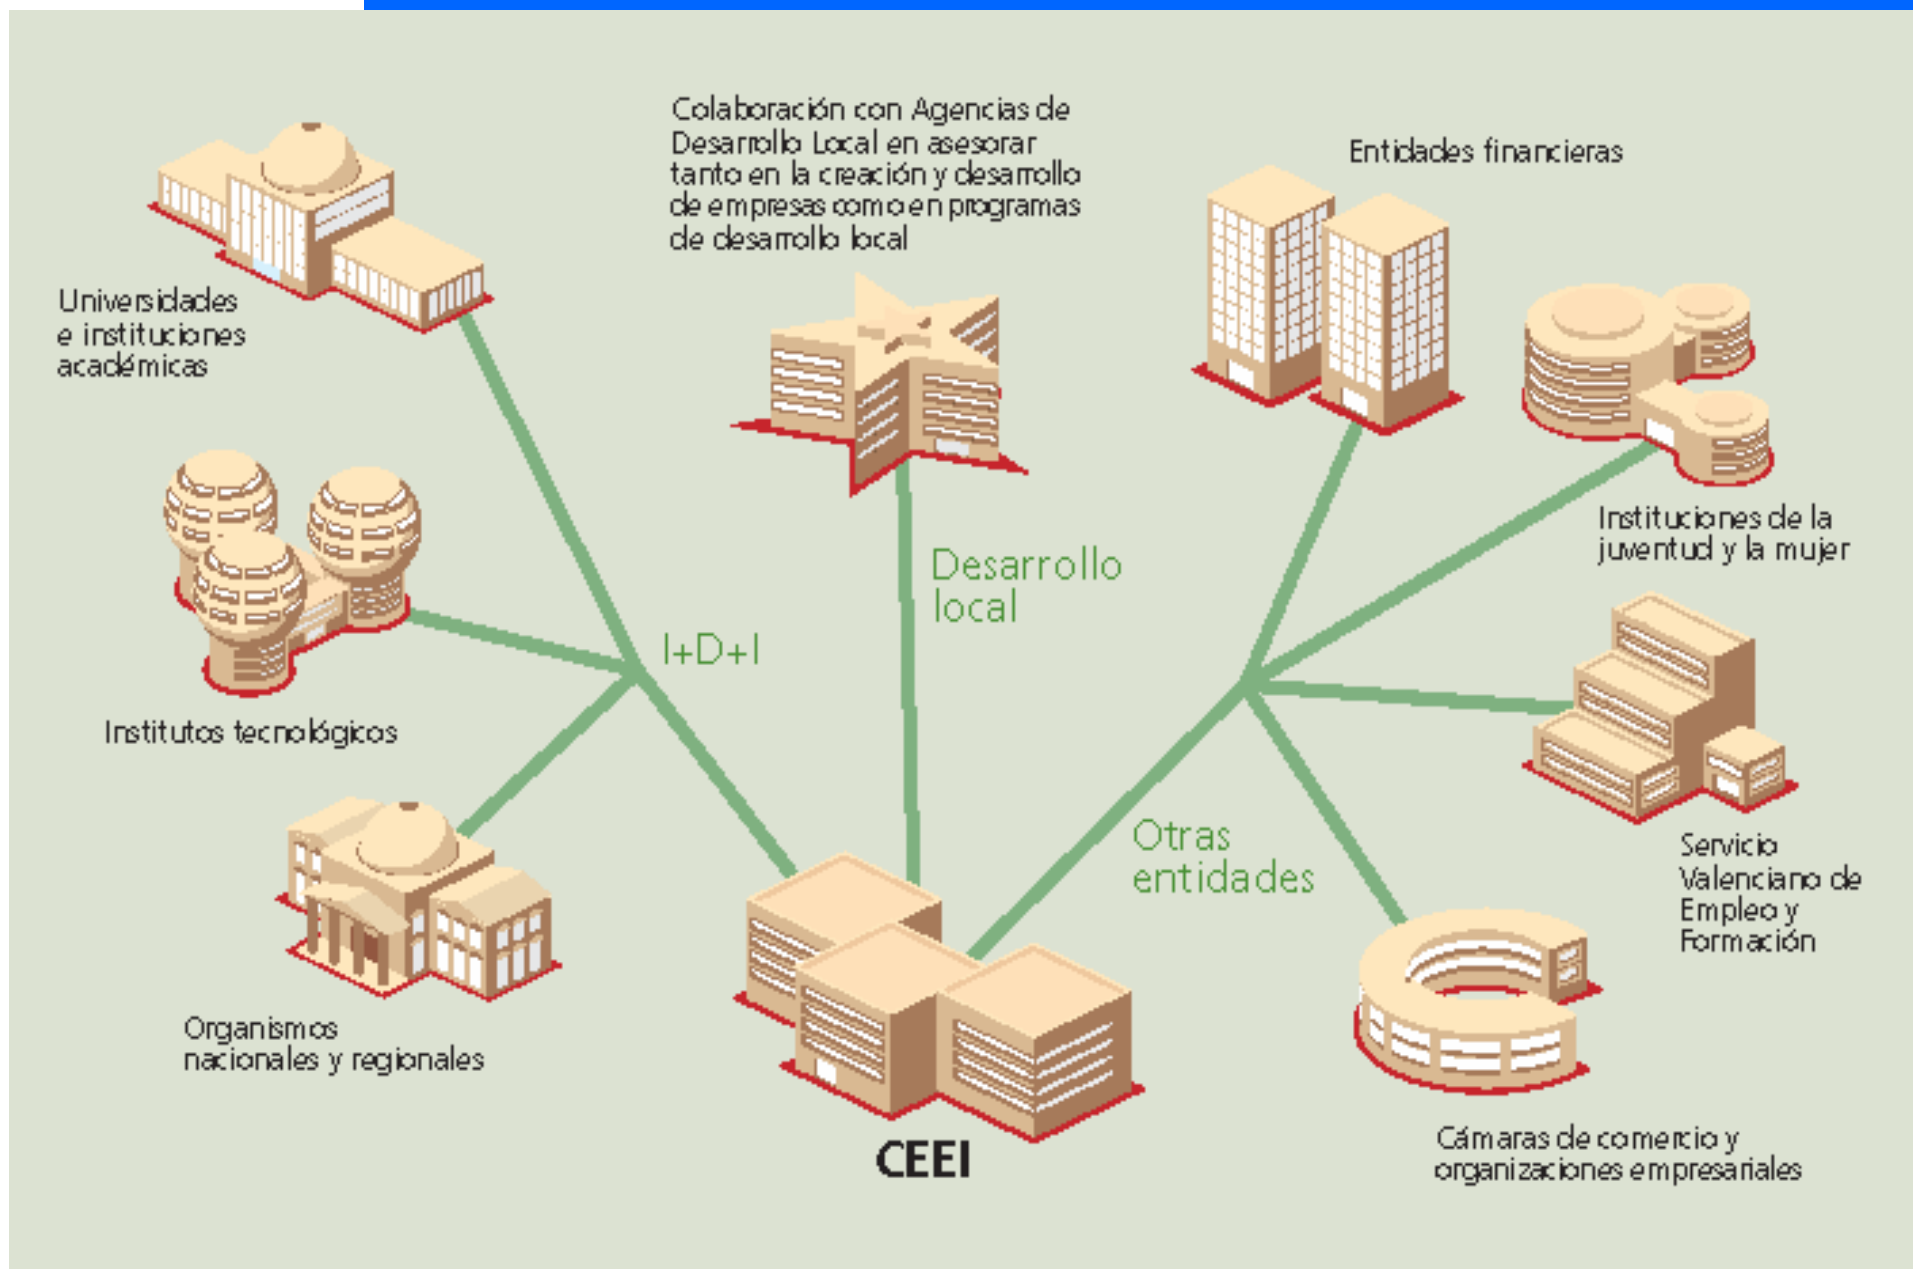 Colaboración con Agencias de
Desarrollo Local en asesorar
tanto en la creación y desarrollo
de empresas como en programas
de desarrollo local
Entidades financieras
Universidades
e instituciones
académicas
Instituciones de la
juventud y la mujer
Desarrollo
local
I+D+I
Institutos tecnológicos
Otras
entidades
Servicio
Valenciano de
Empleo y
Formación
Organismos
nacionales y regionales
CEEI
Cámaras de comercio y
organizaciones empresariales